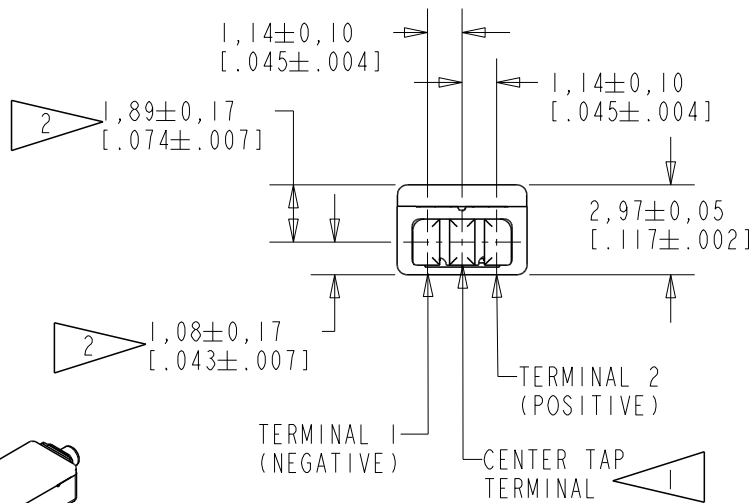 1,14±0,10
[.045±.004]
1,14±0,10
[.045±.004]
2
1,89±0,17
[.074±.007]
2,97±0,05
[.117±.002]
2
1,08±0,17
[.043±.007]
TERMINAL 2
(POSITIVE)
TERMINAL 1
(NEGATIVE)
CENTER TAP
TERMINAL
1